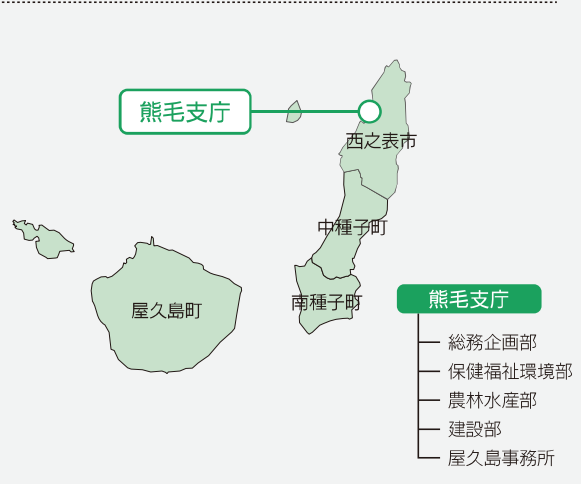 熊毛支庁
西之表市
中種子町
南種子町
屋久島町
熊毛支庁
総務企画部
保健福祉環境部
農林水産部
建設部
屋久島事務所